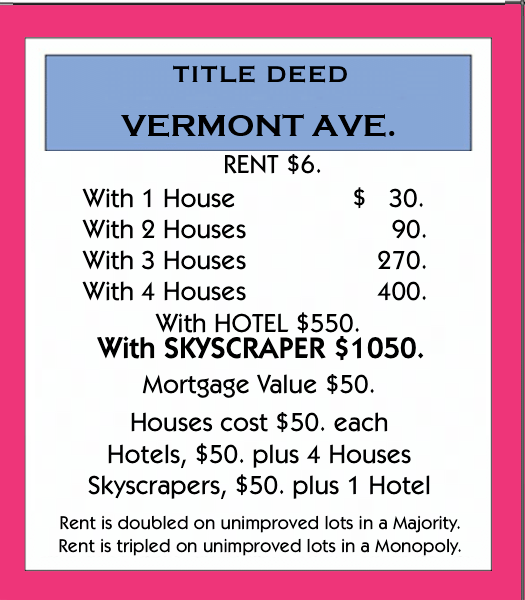 TITLE DEED
VERMONT AVE.
RENT $6.
With 1 House $ 30.
With 2 Houses 90.
With 3 Houses 270.
With 4 Houses 400.
With HOTEL $550.
With SKYSCRAPER $1050.
Mortgage Value $50.
Houses cost $50. each
Hotels, $50. plus 4 Houses
Skyscrapers, $50. plus 1 Hotel
Rent is doubled on unimproved lots in a Majority.
Rent is tripled on unimproved lots in a Monopoly.